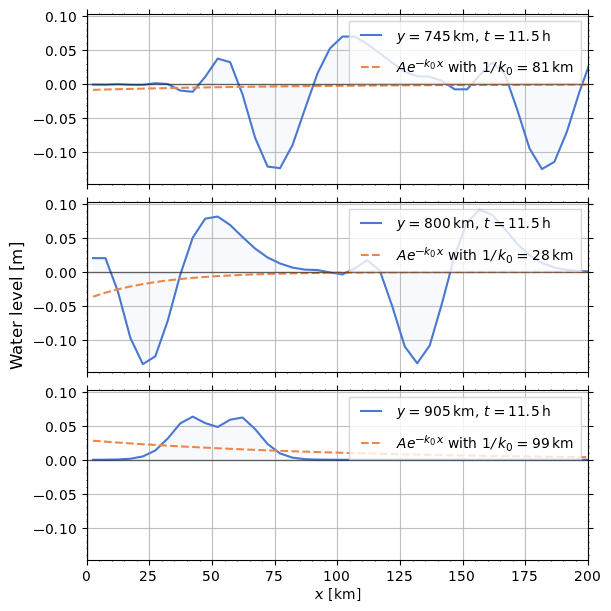 0.10
0.05
0.00
−0.05
−0.10
y = 745 km, t = 11.5 h
Ae^{−k₀x} with 1/k₀ = 81 km
0.10
0.05
0.00
−0.05
−0.10
y = 800 km, t = 11.5 h
Ae^{−k₀x} with 1/k₀ = 28 km
Water level [m]
0.10
0.05
0.00
−0.05
−0.10
y = 905 km, t = 11.5 h
Ae^{−k₀x} with 1/k₀ = 99 km
0 25 50 75 100 125 150 175 200
x [km]